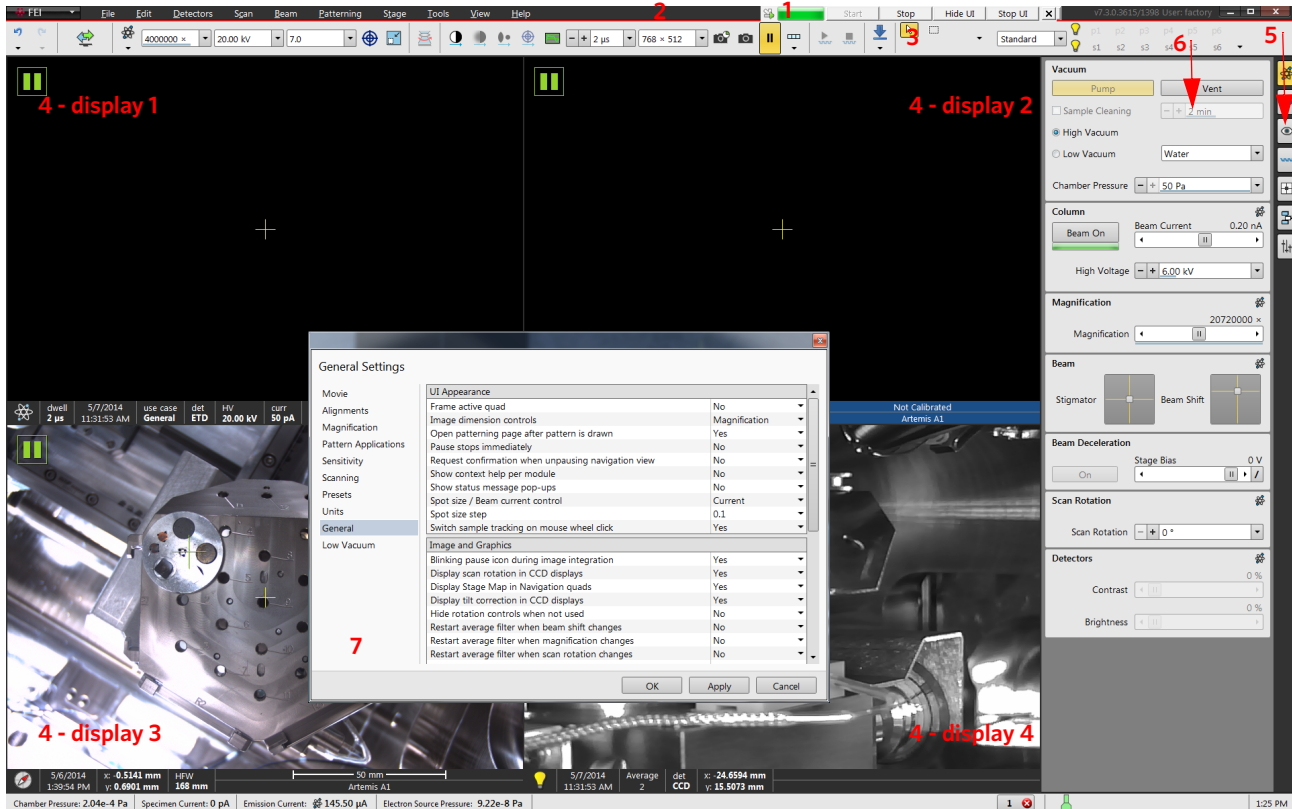 FEI File Edit Detectors Scan Beam Patterning Stage Tools View Help 2 1 Start Stop Hide UI Stop UI X v7.3.0.3615/1398 User: factory
4000000 × 20.00 kV 7.0 2 µs 768 × 512 3 Standard p1 p2 p3 p4 p5 p6
s1 s2 s3 s4 s5 s6
6 5
4 - display 1
4 - display 2
Vacuum
Pump Vent
Sample Cleaning 2 min
High Vacuum
Low Vacuum Water
Chamber Pressure 50 Pa
Column
Beam On Beam Current 0.20 nA
High Voltage 6.00 kV
Magnification
20720000 ×
Magnification
Beam
Stigmator Beam Shift
Beam Deceleration
Stage Bias 0 V
On
Scan Rotation
Scan Rotation 0 °
Detectors
0 %
Contrast
0 %
Brightness
General Settings
Movie
Alignments
Magnification
Pattern Applications
Sensitivity
Scanning
Presets
Units
General
Low Vacuum
7
UI Appearance
Frame active quad No
Image dimension controls Magnification
Open patterning page after pattern is drawn Yes
Pause stops immediately No
Request confirmation when unpausing navigation view No
Show context help per module No
Show status message pop-ups No
Spot size / Beam current control Current
Spot size step 0.1
Switch sample tracking on mouse wheel click Yes
Image and Graphics
Blinking pause icon during image integration Yes
Display scan rotation in CCD displays Yes
Display Stage Map in Navigation quads Yes
Display tilt correction in CCD displays Yes
Hide rotation controls when not used No
Restart average filter when beam shift changes No
Restart average filter when magnification changes No
Restart average filter when scan rotation changes No
OK Apply Cancel
dwell 5/7/2014 use case det HV curr
2 µs 11:31:53 AM General ETD 20.00 kV 50 pA
Not Calibrated
Artemis A1
4 - display 3
4 - display 4
5/6/2014 x: -0.5141 mm HFW 50 mm
1:39:54 PM y: 0.6901 mm 168 mm Artemis A1
5/7/2014 Average det x: -24.6594 mm
11:31:53 AM 2 CCD y: 15.5073 mm
Chamber Pressure: 2.04e-4 Pa Specimen Current: 0 pA Emission Current: 145.50 µA Electron Source Pressure: 9.22e-8 Pa 1 1:25 PM